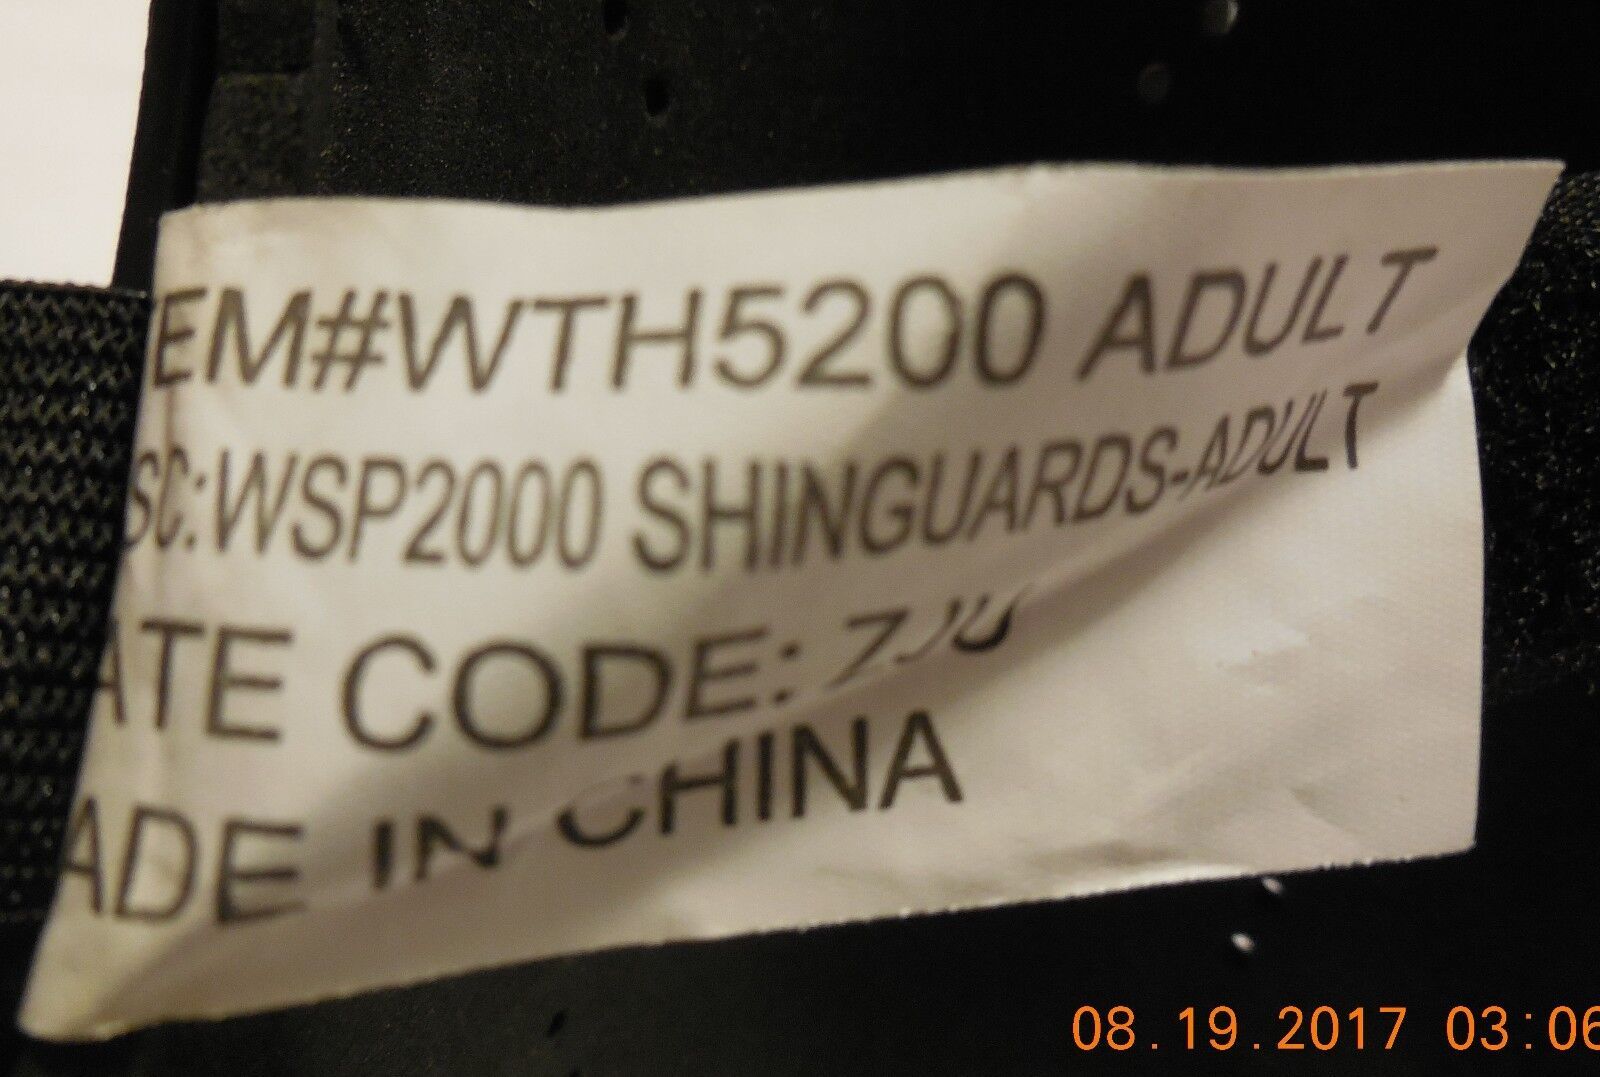 EM#WTH5200 ADULT
SC:WSP2000 SHINGUARDS-ADULT
ATE CODE:
ADE IN CHINA
08.19.2017 03:06